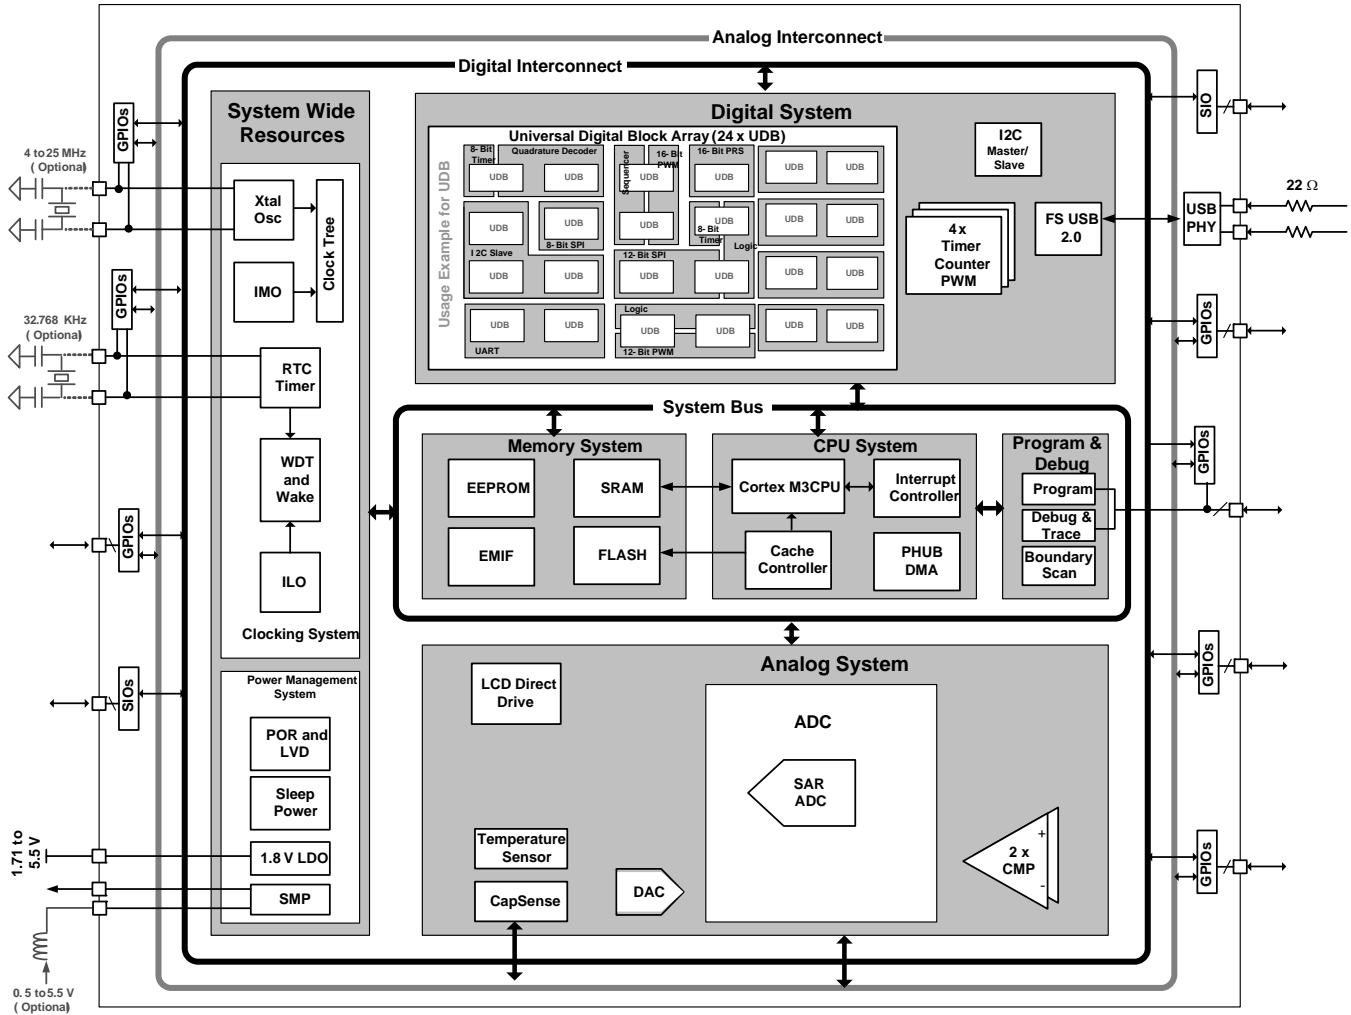 Analog Interconnect
Digital Interconnect
System Wide
Resources
Digital System
Universal Digital Block Array (24 x UDB)
Usage Example for UDB
8- Bit
Timer
Quadrature Decoder
Sequencer
16- Bit
PWM
16- Bit PRS
UDB
UDB
UDB
UDB
UDB
UDB
UDB
UDB
UDB
UDB
UDB
UDB
I2C Slave
8- Bit SPI
8- Bit
Timer
Logic
12- Bit SPI
UDB
UDB
UDB
UDB
UDB
UDB
UDB
UDB
UDB
UDB
UDB
UDB
UART
Logic
12- Bit PWM
I2C
Master/
Slave
4 x
Timer
Counter
PWM
FS USB
2.0
USB
PHY
22 Ω
SIO
GPIOs
GPIOs
GPIOs
GPIOs
GPIOs
GPIOs
GPIOs
SIOs
4 to 25 MHz
( Optional)
32.768 KHz
( Optional)
Xtal
Osc
Clock Tree
IMO
RTC
Timer
WDT
and
Wake
ILO
Clocking System
Power Management
System
POR and
LVD
Sleep
Power
1.8 V LDO
SMP
1.71 to
5.5 V
0. 5 to 5.5 V
( Optional)
System Bus
Memory System
EEPROM
SRAM
EMIF
FLASH
CPU System
Cortex M3CPU
Interrupt
Controller
Cache
Controller
PHUB
DMA
Program &
Debug
Program
Debug &
Trace
Boundary
Scan
Analog System
LCD Direct
Drive
ADC
SAR
ADC
Temperature
Sensor
CapSense
DAC
+
2 x
CMP
-